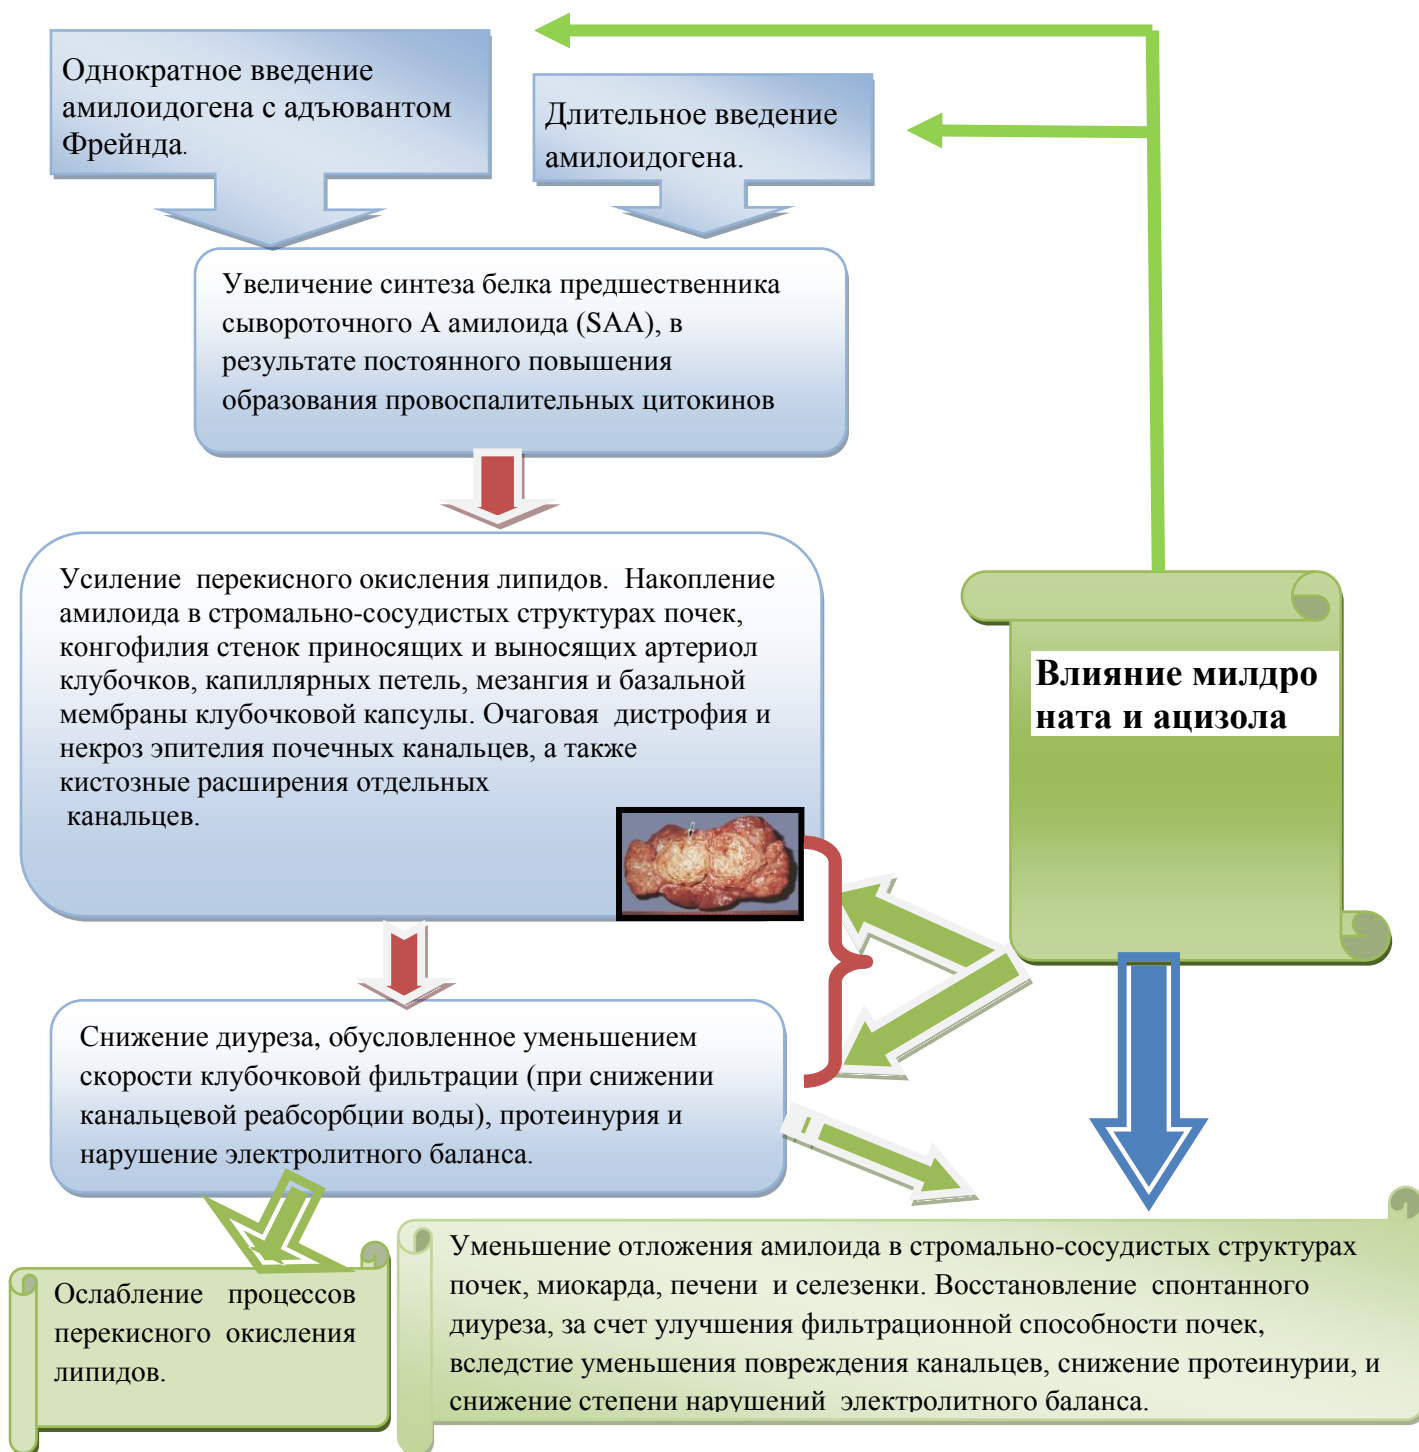 Однократное введение
амилоидогена с адъювантом
Фрейнда.
Длительное введение
амилоидогена.
Увеличение синтеза белка предшественника
сывороточного А амилоида (SAA), в
результате постоянного повышения
образования провоспалительных цитокинов
Усиление перекисного окисления липидов. Накопление
амилоида в стромально-сосудистых структурах почек,
конгофилия стенок приносящих и выносящих артериол
клубочков, капиллярных петель, мезангия и базальной
мембраны клубочковой капсулы. Очаговая дистрофия и
некроз эпителия почечных канальцев, а также
кистозные расширения отдельных
канальцев.
Влияние милдро
ната и ацизола
Снижение диуреза, обусловленное уменьшением
скорости клубочковой фильтрации (при снижении
канальцевой реабсорбции воды), протеинурия и
нарушение электролитного баланса.
Ослабление процессов
перекисного окисления
липидов.
Уменьшение отложения амилоида в стромально-сосудистых структурах
почек, миокарда, печени и селезенки. Восстановление спонтанного
диуреза, за счет улучшения фильтрационной способности почек,
вследствие уменьшения повреждения канальцев, снижение протеинурии, и
снижение степени нарушений электролитного баланса.